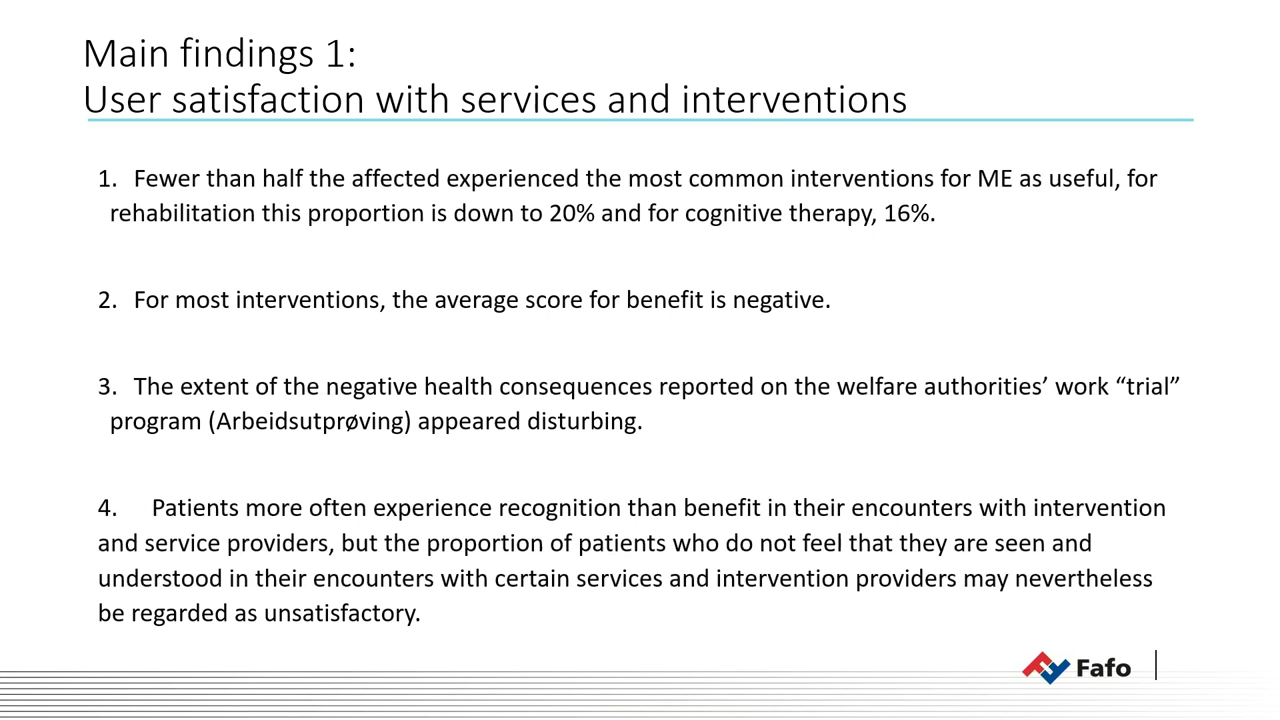 Main findings 1:
User satisfaction with services and interventions
1. Fewer than half the affected experienced the most common interventions for ME as useful, for
rehabilitation this proportion is down to 20% and for cognitive therapy, 16%.
2. For most interventions, the average score for benefit is negative.
3. The extent of the negative health consequences reported on the welfare authorities’ work “trial”
program (Arbeidsutprøving) appeared disturbing.
4. Patients more often experience recognition than benefit in their encounters with intervention
and service providers, but the proportion of patients who do not feel that they are seen and
understood in their encounters with certain services and intervention providers may nevertheless
be regarded as unsatisfactory.
Fafo